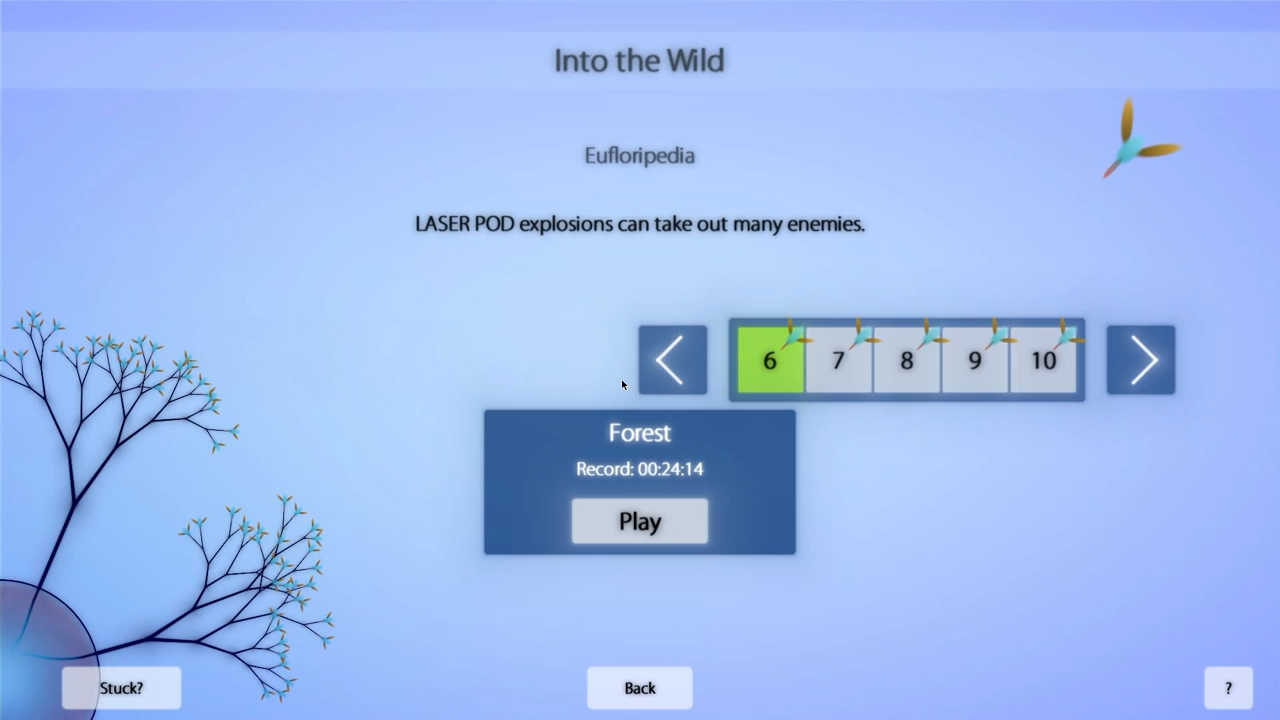 Into the Wild
Eufloripedia
LASER POD explosions can take out many enemies.
6 7 8 9 10
Forest
Record: 00:24:14
Play
Stuck? Back ?